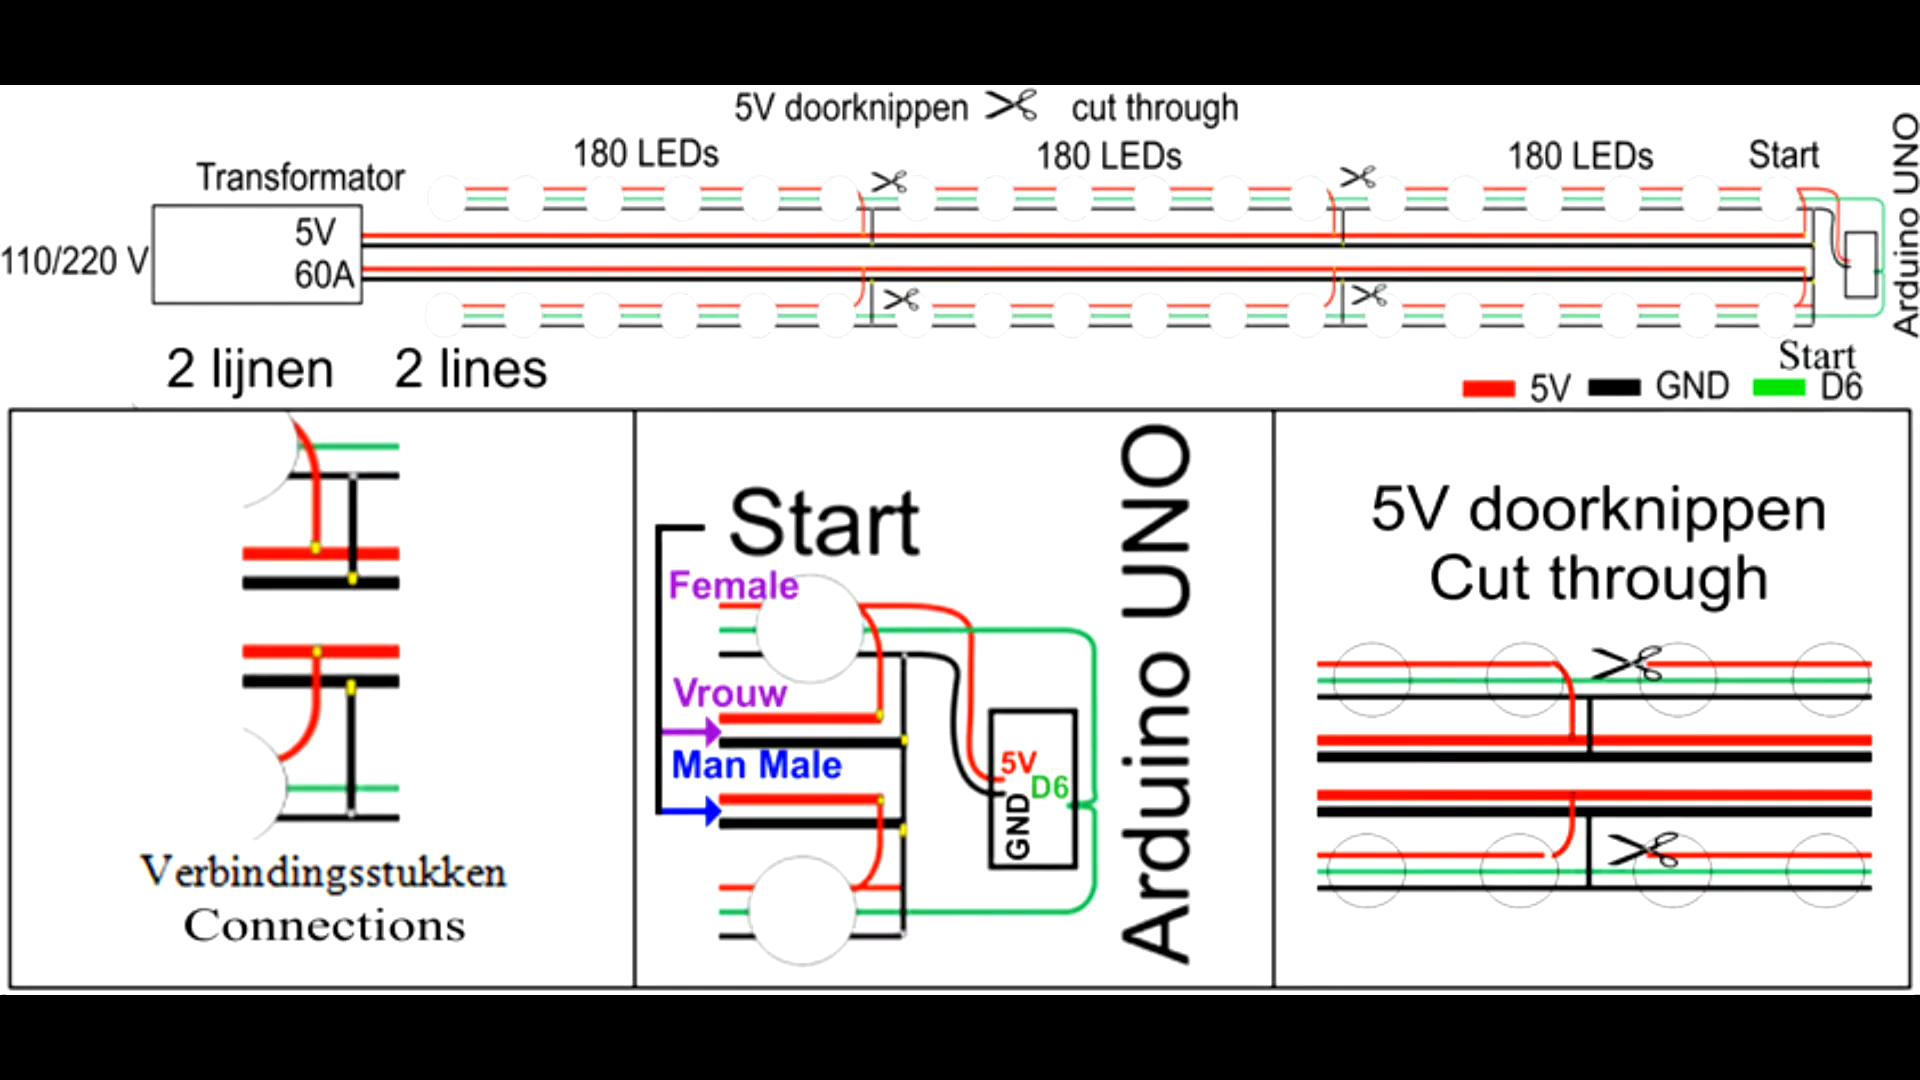 5V doorknippen cut through
180 LEDs 180 LEDs 180 LEDs Start
Transformator
5V
110/220 V
60A
Arduino UNO
2 lijnen 2 lines
Start
5V GND D6
Verbindingsstukken
Connections
Start
Female
Vrouw
Man Male
5V
D6
GND
Arduino UNO
5V doorknippen
Cut through